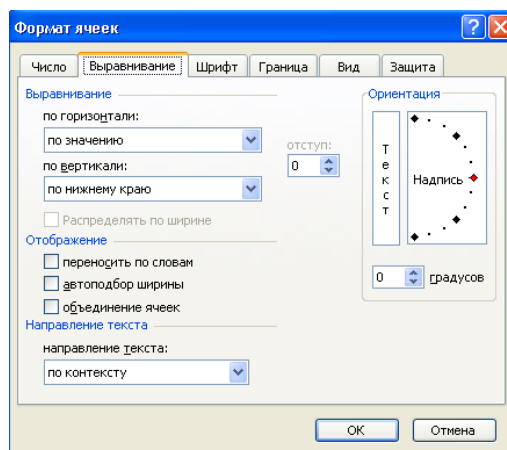 Формат ячеек
Число Выравнивание Шрифт Граница Вид Защита
Выравнивание
по горизонтали:
по значению
отступ:
0
по вертикали:
по нижнему краю
Распределять по ширине
Отображение
переносить по словам
автоподбор ширины
объединение ячеек
Направление текста
направление текста:
по контексту
Ориентация
Текст
Надпись
0 градусов
ОК Отмена